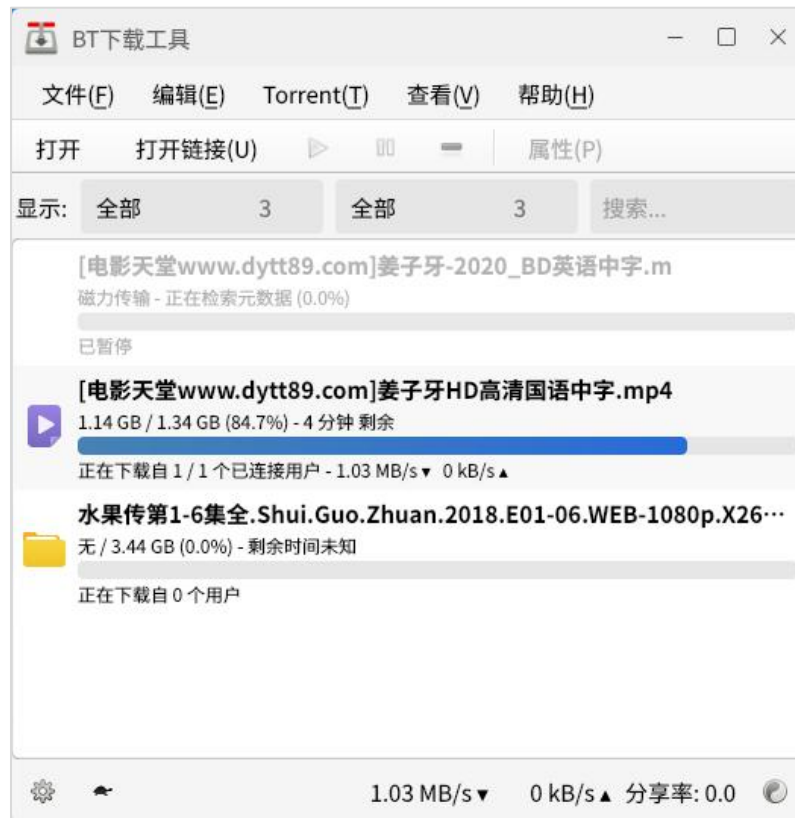 BT下载工具
文件(F) 编辑(E) Torrent(T) 查看(V) 帮助(H)
打开 打开链接(U) 属性(P)
显示: 全部 3 全部 3 搜索...
[电影天堂www.dytt89.com]姜子牙-2020_BD英语中字.m
磁力传输 - 正在检索元数据 (0.0%)
已暂停
[电影天堂www.dytt89.com]姜子牙HD高清国语中字.mp4
1.14 GB / 1.34 GB (84.7%) - 4 分钟 剩余
正在下载自 1 / 1 个已连接用户 - 1.03 MB/s▼ 0 kB/s▲
水果传第1-6集全.Shui.Guo.Zhuan.2018.E01-06.WEB-1080p.X26…
无 / 3.44 GB (0.0%) - 剩余时间未知
正在下载自 0 个用户
1.03 MB/s▼ 0 kB/s▲ 分享率: 0.0